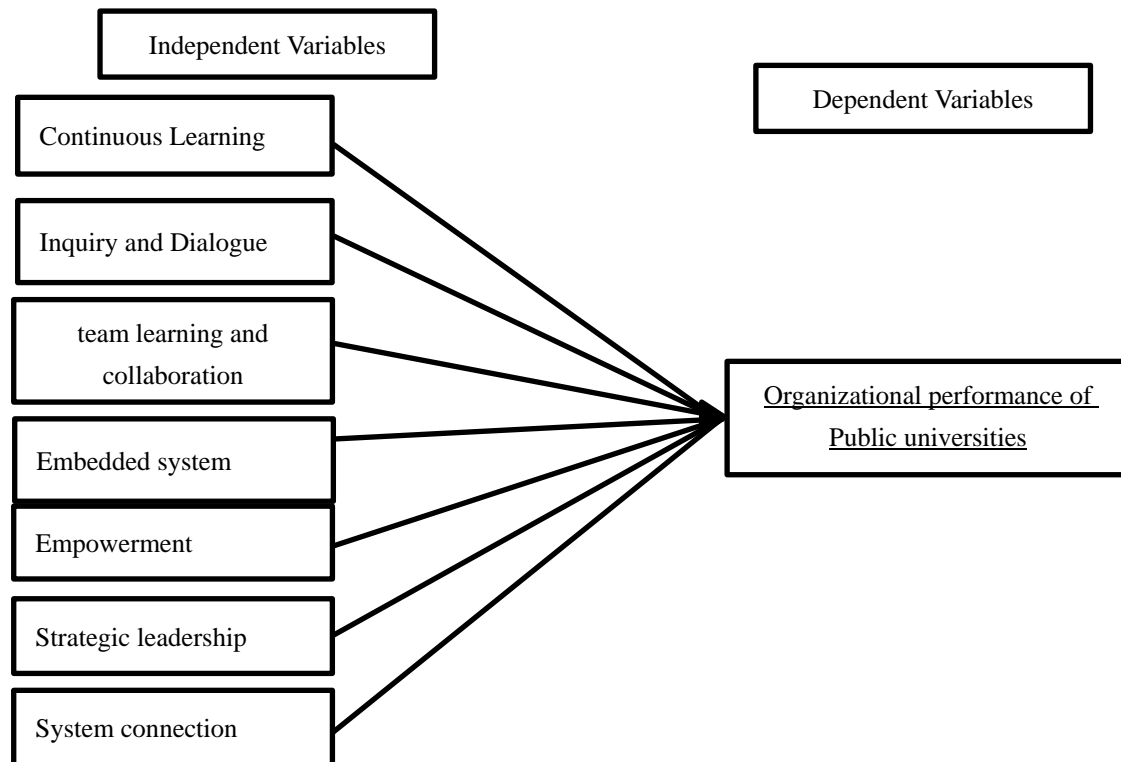 Independent Variables
Dependent Variables
Continuous Learning
Inquiry and Dialogue
team learning and
collaboration
Embedded system
Empowerment
Strategic leadership
System connection
Organizational performance of
Public universities